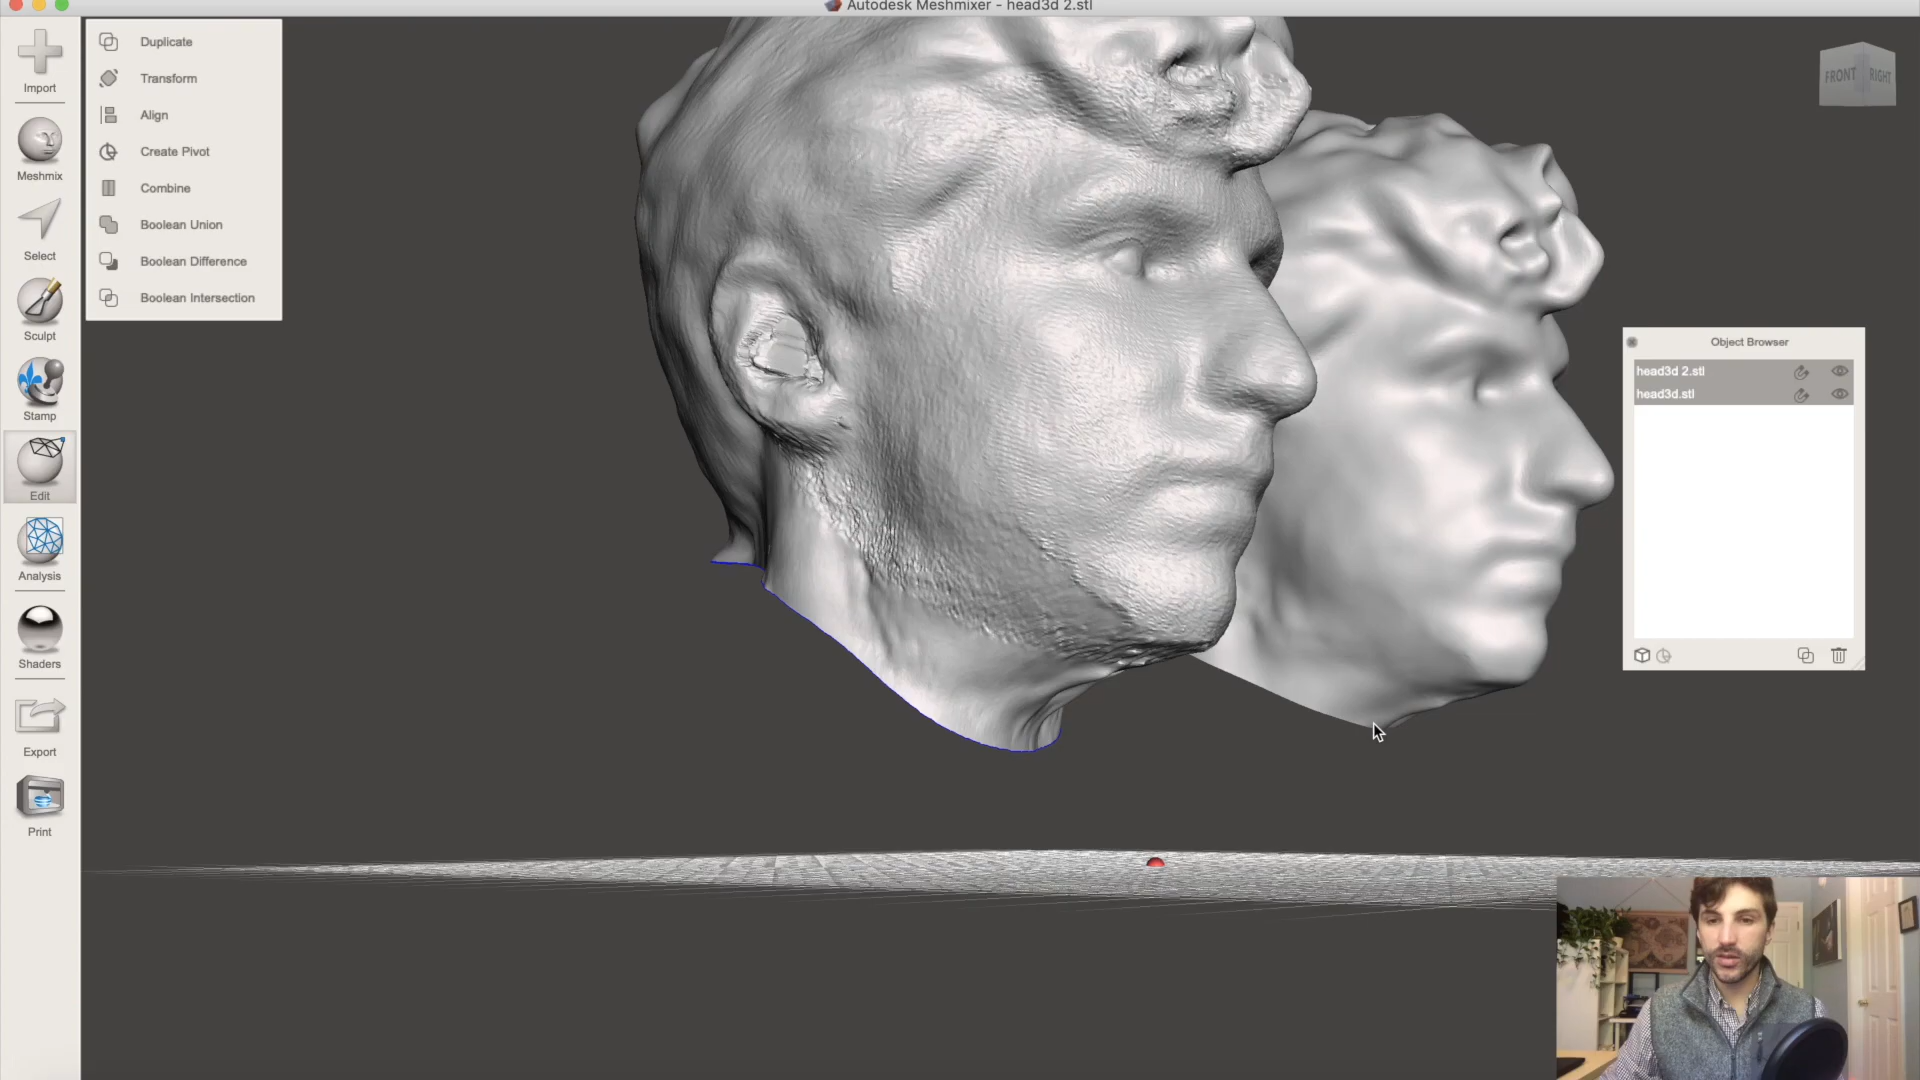 Autodesk Meshmixer - head3d 2.stl
Import
Meshmix
Select
Sculpt
Stamp
Edit
Analysis
Shaders
Export
Print
Duplicate
Transform
Align
Create Pivot
Combine
Boolean Union
Boolean Difference
Boolean Intersection
FRONT RIGHT
Object Browser
head3d 2.stl
head3d.stl